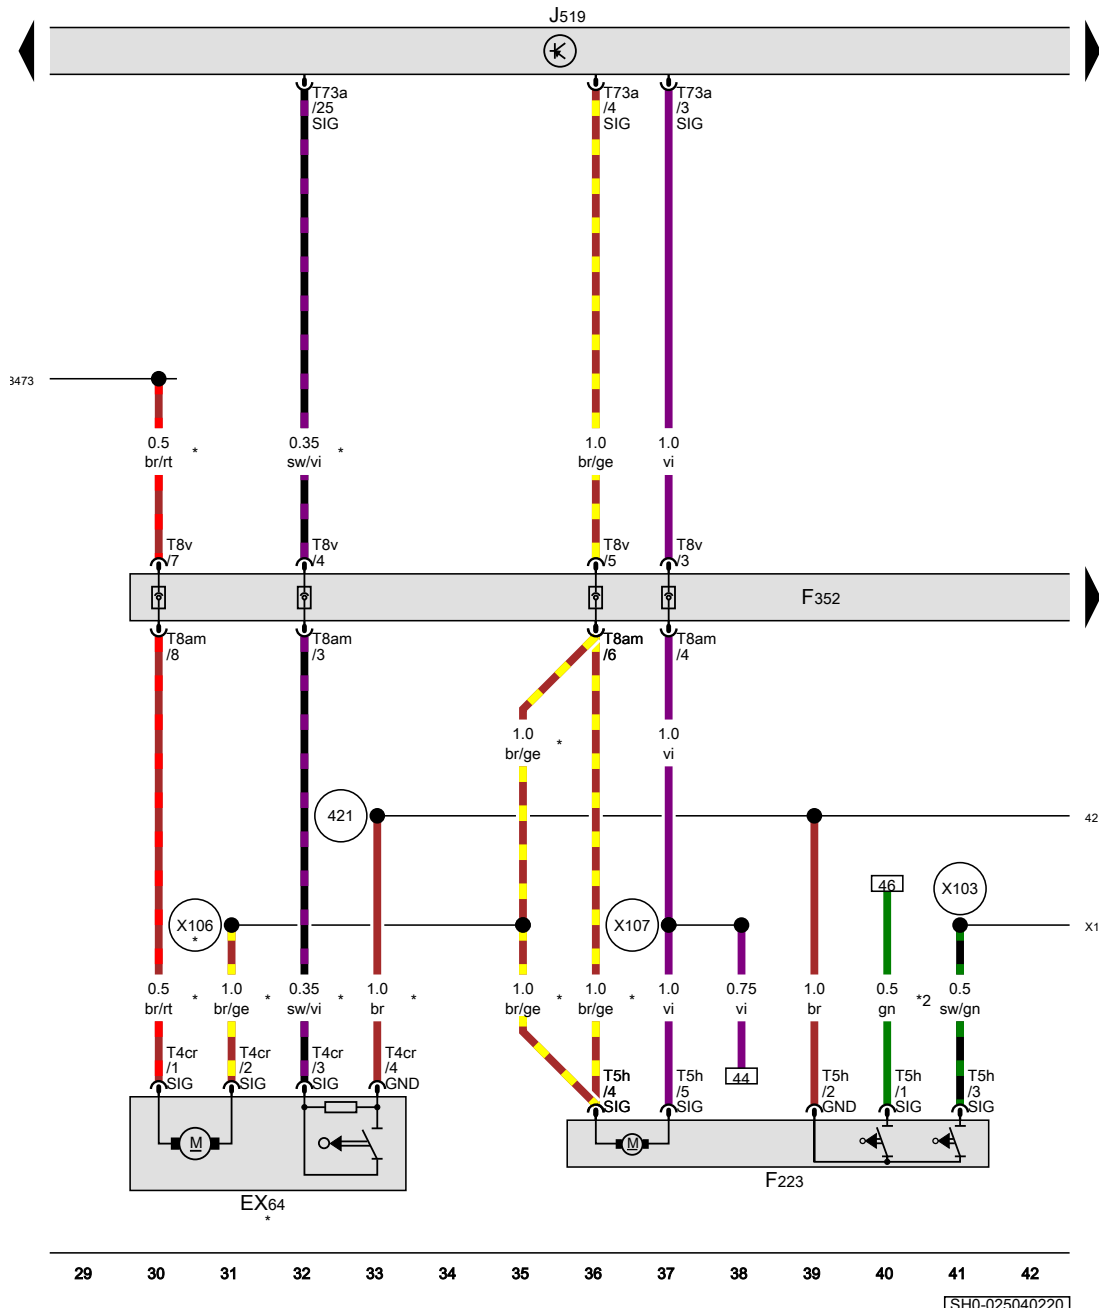 J519
T73a
/25
SIG
T73a
/4
SIG
T73a
/3
SIG
3473
0.5
br/rt
*
0.35
sw/vi
*
1.0
br/ge
1.0
vi
T8v
/7
T8v
/4
T8v
/5
T8v
/3
F352
T8am
/8
T8am
/3
T8am
/6
T8am
/4
1.0
br/ge
*
1.0
vi
421
42
46
X103
X106
*
X107
X1
0.5
br/rt
*
1.0
br/ge
*
0.35
sw/vi
*
1.0
br
*
1.0
br/ge
*
1.0
br/ge
*
1.0
vi
0.75
vi
1.0
br
0.5
gn
*2
0.5
sw/gn
T4cr
/1
SIG
T4cr
/2
SIG
T4cr
/3
SIG
T4cr
/4
GND
T5h
/4
SIG
T5h
/5
SIG
44
T5h
/2
GND
T5h
/1
SIG
T5h
/3
SIG
M
M
EX64
*
F223
29 30 31 32 33 34 35 36 37 38 39 40 41 42
SH0-025040220